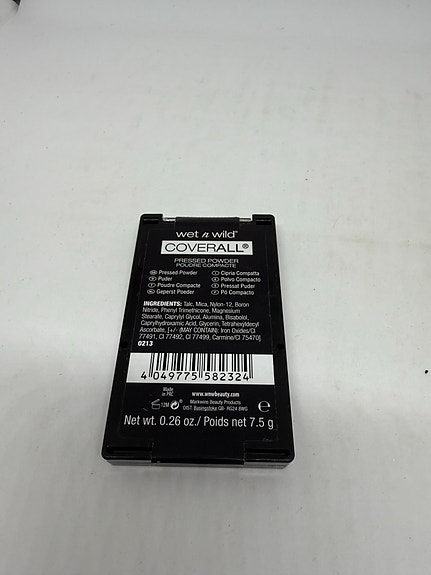 wet n wild®
COVERALL®
PRESSED POWDER
POUDRE COMPACTE
Pressed Powder
Puder
Poudre Compacte
Geperst Poeder
Cipria Compatta
Polvo Compacto
Pressat Puder
Pó Compacto
INGREDIENTS: Talc, Mica, Nylon-12, Boron
Nitride, Phenyl Trimethicone, Magnesium
Stearate, Caprylyl Glycol, Alumina, Bisabolol,
Caprylhydroxamic Acid, Glycerin, Tetrahexyldecyl
Ascorbate, [+/- (MAY CONTAIN): Iron Oxides/CI
77491, CI 77492, CI 77499, Carmine/CI 75470]
0213
4 049775 582324
Made
in PRC
12M
www.wnwbeauty.com
Markwins Beauty Products
DIST. Basingstoke GB- RG24 8WG
e
Net wt. 0.26 oz./ Poids net 7.5 g